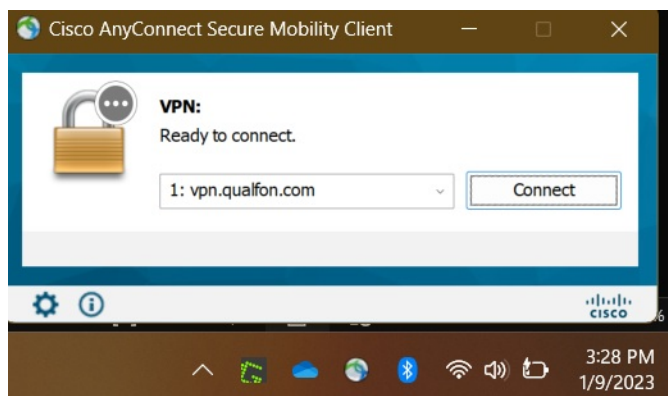 Cisco AnyConnect Secure Mobility Client
VPN:
Ready to connect.
1: vpn.qualfon.com
Connect
CISCO
3:28 PM
1/9/2023